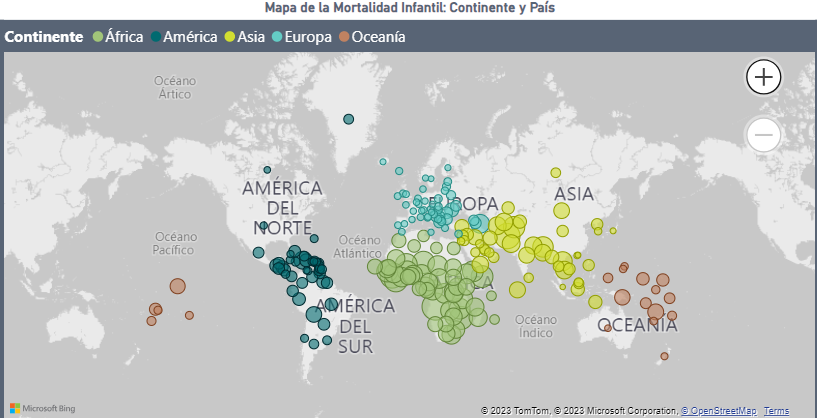 Mapa de la Mortalidad Infantil: Continente y País
Continente África América Asia Europa Oceanía
Océano
Ártico
AMÉRICA
DEL
NORTE
Océano
Pacífico
Océano
Atlántico
ASIA
AMÉRICA
DEL
SUR
Océano
Índico
OCEANÍA
Microsoft Bing
© 2023 TomTom, © 2023 Microsoft Corporation, © OpenStreetMap Terms